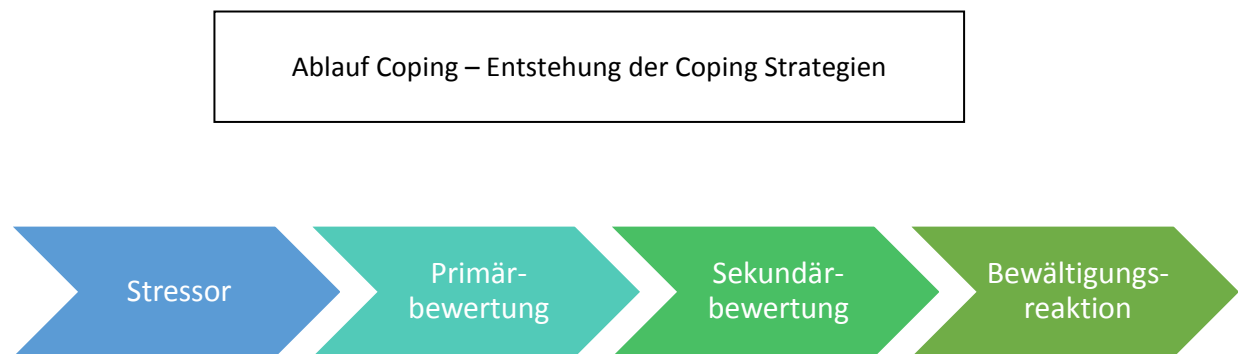 Ablauf Coping – Entstehung der Coping Strategien
Stressor
Primär-
bewertung
Sekundär-
bewertung
Bewältigungs-
reaktion